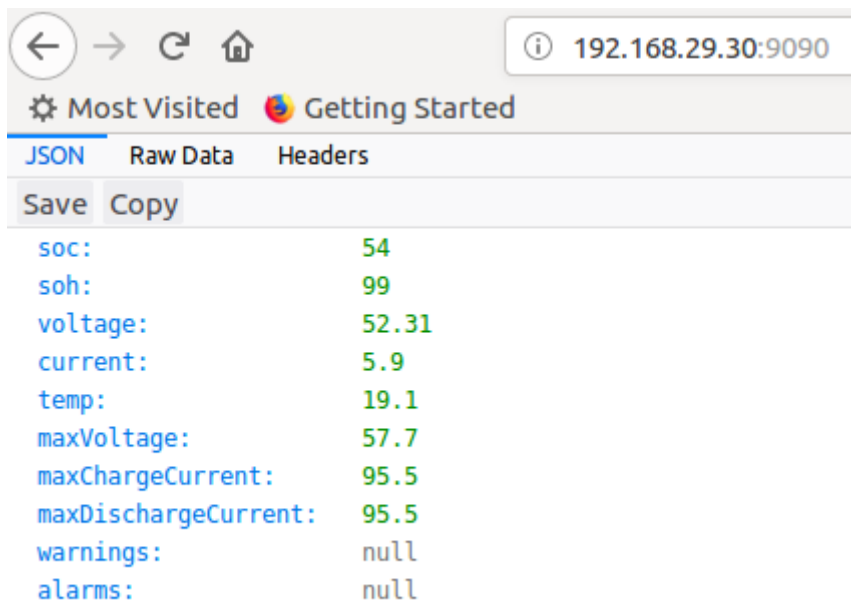 192.168.29.30:9090
Most Visited Getting Started
JSON Raw Data Headers
Save Copy
soc: 54
soh: 99
voltage: 52.31
current: 5.9
temp: 19.1
maxVoltage: 57.7
maxChargeCurrent: 95.5
maxDischargeCurrent: 95.5
warnings: null
alarms: null